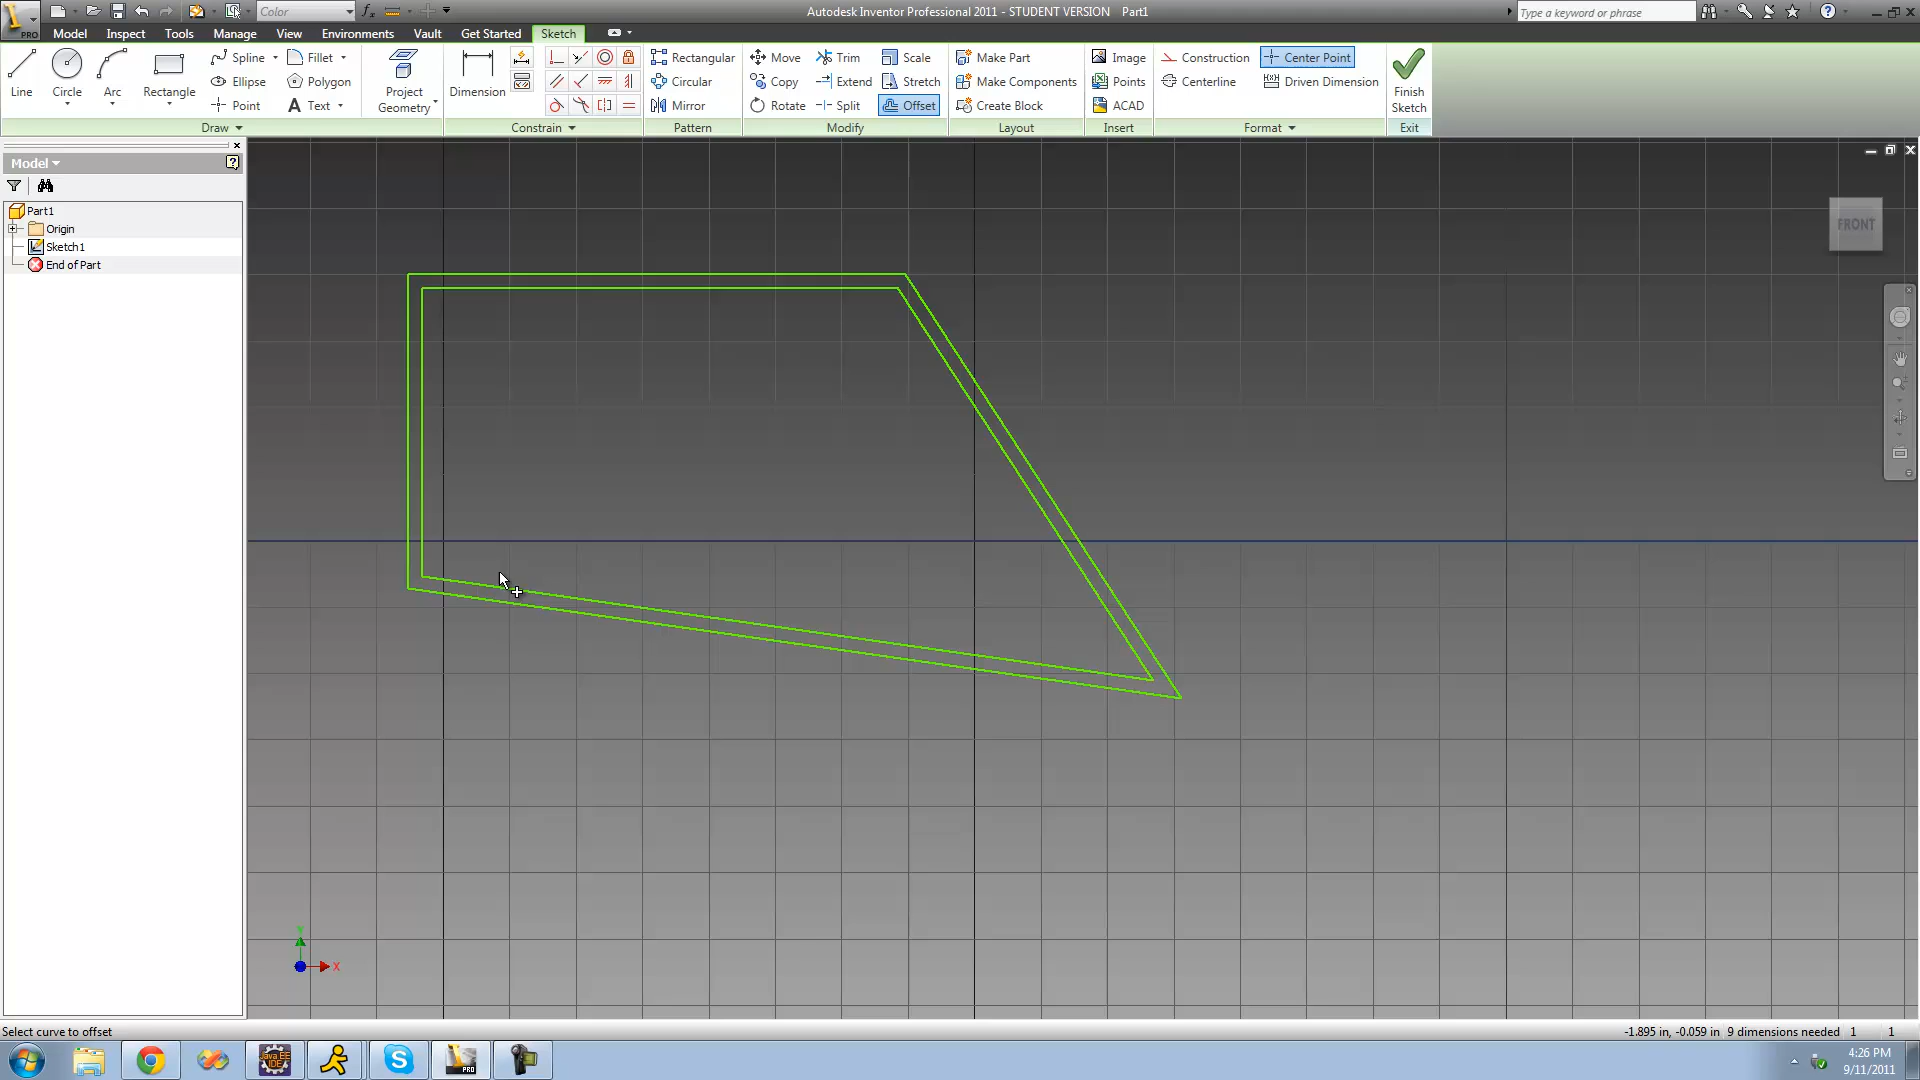 Color
Autodesk Inventor Professional 2011 - STUDENT VERSION Part1
Type a keyword or phrase
PRO
Model Inspect Tools Manage View Environments Vault Get Started Sketch
Line
Circle
Arc
Rectangle
Spline
Ellipse
Point
Fillet
Polygon
Text
Project
Geometry
Dimension
Rectangular
Circular
Mirror
Move
Copy
Rotate
Trim
Extend
Split
Scale
Stretch
Offset
Make Part
Make Components
Create Block
Image
Points
ACAD
Construction
Centerline
Center Point
Driven Dimension
Finish
Sketch
Draw
Constrain
Pattern
Modify
Layout
Insert
Format
Exit
Model
Part1
Origin
Sketch1
End of Part
FRONT
Y
X
Select curve to offset
-1.895 in, -0.059 in 9 dimensions needed 1 1
Java EE
IDE
PRO
4:26 PM
9/11/2011